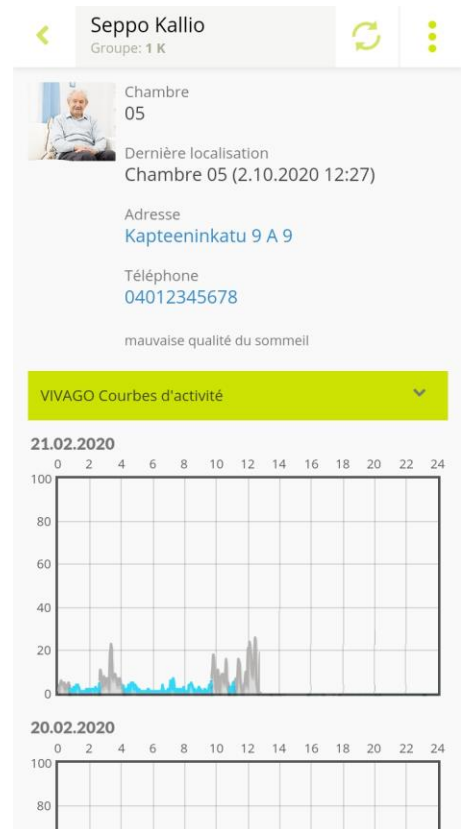 Seppo Kallio
Groupe: 1 K
Chambre
05
Dernière localisation
Chambre 05 (2.10.2020 12:27)
Adresse
Kapteeninkatu 9 A 9
Téléphone
04012345678
mauvaise qualité du sommeil
VIVAGO Courbes d'activité
21.02.2020
0 2 4 6 8 10 12 14 16 18 20 22 24
100
80
60
40
20
0
20.02.2020
0 2 4 6 8 10 12 14 16 18 20 22 24
100
80